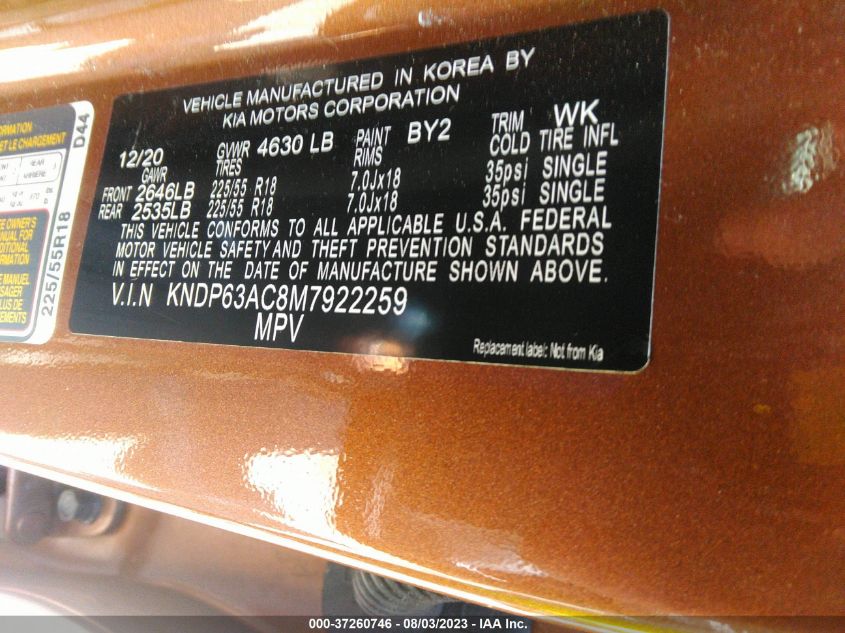 VEHICLE MANUFACTURED IN KOREA BY
KIA MOTORS CORPORATION
12/20 GVWR 4630 LB PAINT BY2 TRIM WK
GAWR TIRES RIMS COLD TIRE INFL
FRONT 2646LB 225/55 R18 7.0Jx18 35psi SINGLE
REAR 2535LB 225/55 R18 7.0Jx18 35psi SINGLE
THIS VEHICLE CONFORMS TO ALL APPLICABLE U.S.A. FEDERAL
MOTOR VEHICLE SAFETY AND THEFT PREVENTION STANDARDS
IN EFFECT ON THE DATE OF MANUFACTURE SHOWN ABOVE.
V.I.N KNDP63AC8M7922259
MPV
Replacement label: Not from Kia
ET LE CHARGEMENT
REAR
D44
225/55R18
000-37260746 - 08/03/2023 - IAA Inc.